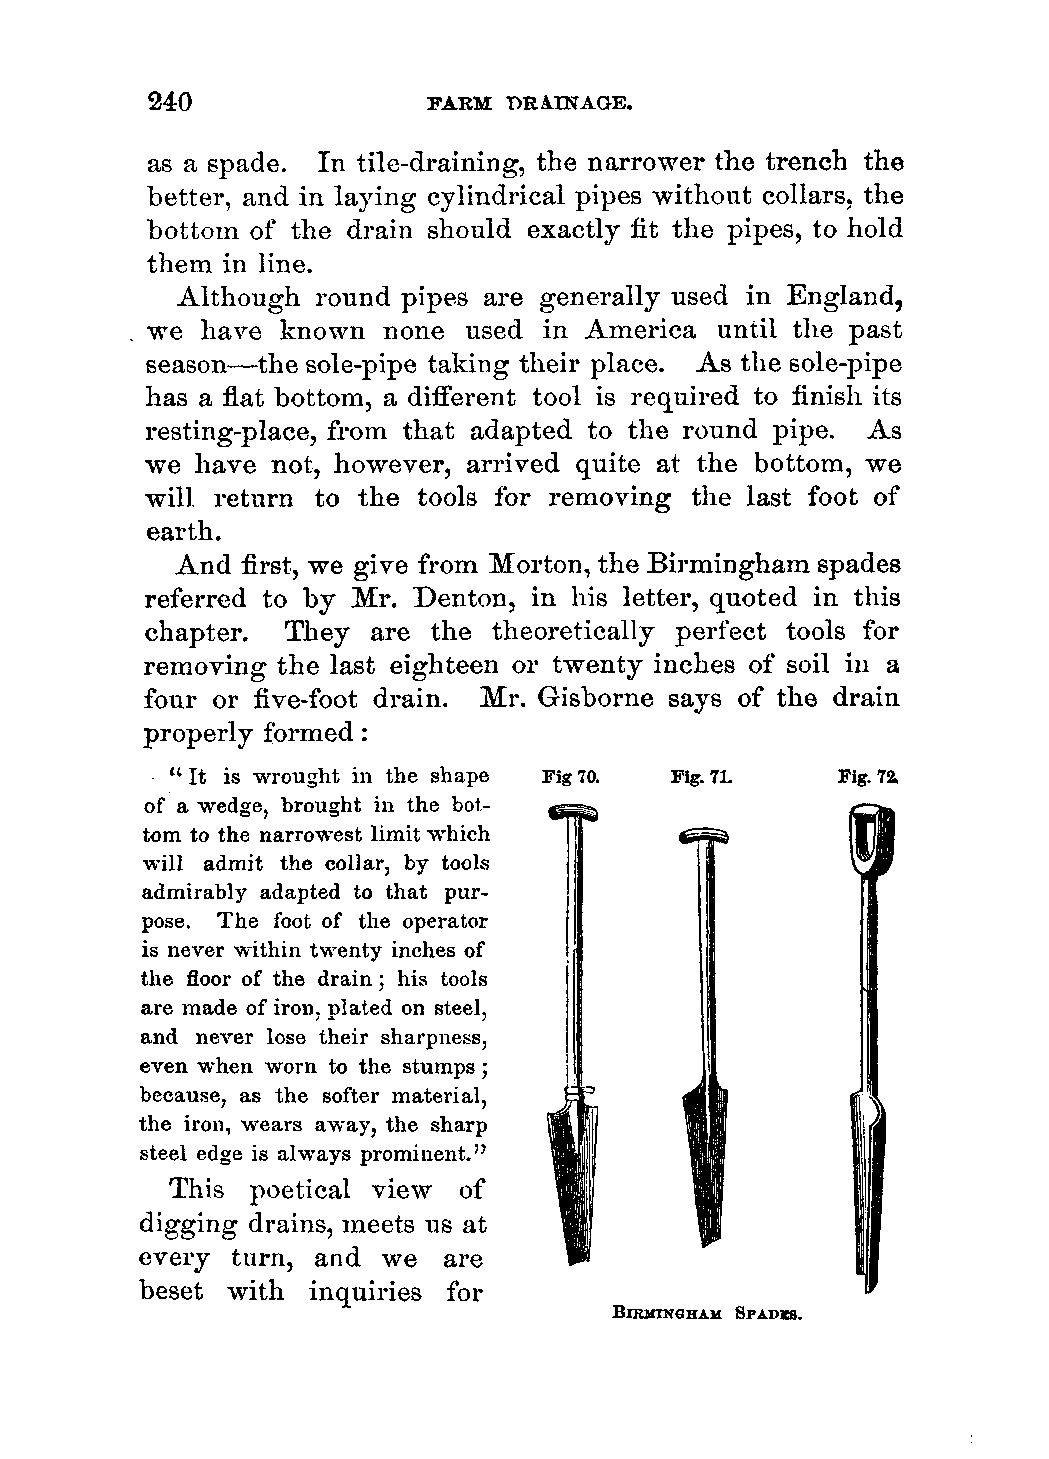 240 FARM DRAINAGE.
as a spade. In tile-draining, the narrower the trench the
better, and in laying cylindrical pipes without collars, the
bottom of the drain should exactly fit the pipes, to hold
them in line.
Although round pipes are generally used in England,
we have known none used in America until the past
season—the sole-pipe taking their place. As the sole-pipe
has a flat bottom, a different tool is required to finish its
resting-place, from that adapted to the round pipe. As
we have not, however, arrived quite at the bottom, we
will return to the tools for removing the last foot of
earth.
And first, we give from Morton, the Birmingham spades
referred to by Mr. Denton, in his letter, quoted in this
chapter. They are the theoretically perfect tools for
removing the last eighteen or twenty inches of soil in a
four or five-foot drain. Mr. Gisborne says of the drain
properly formed :
"It is wrought in the shape
of a wedge, brought in the bot-
tom to the narrowest limit which
will admit the collar, by tools
admirably adapted to that pur-
pose. The foot of the operator
is never within twenty inches of
the floor of the drain ; his tools
are made of iron, plated on steel,
and never lose their sharpness,
even when worn to the stumps ;
because, as the softer material,
the iron, wears away, the sharp
steel edge is always prominent."
This poetical view of
digging drains, meets us at
every turn, and we are
beset with inquiries for
Fig 70. Fig. 71. Fig. 72.
BIRMINGHAM SPADES.